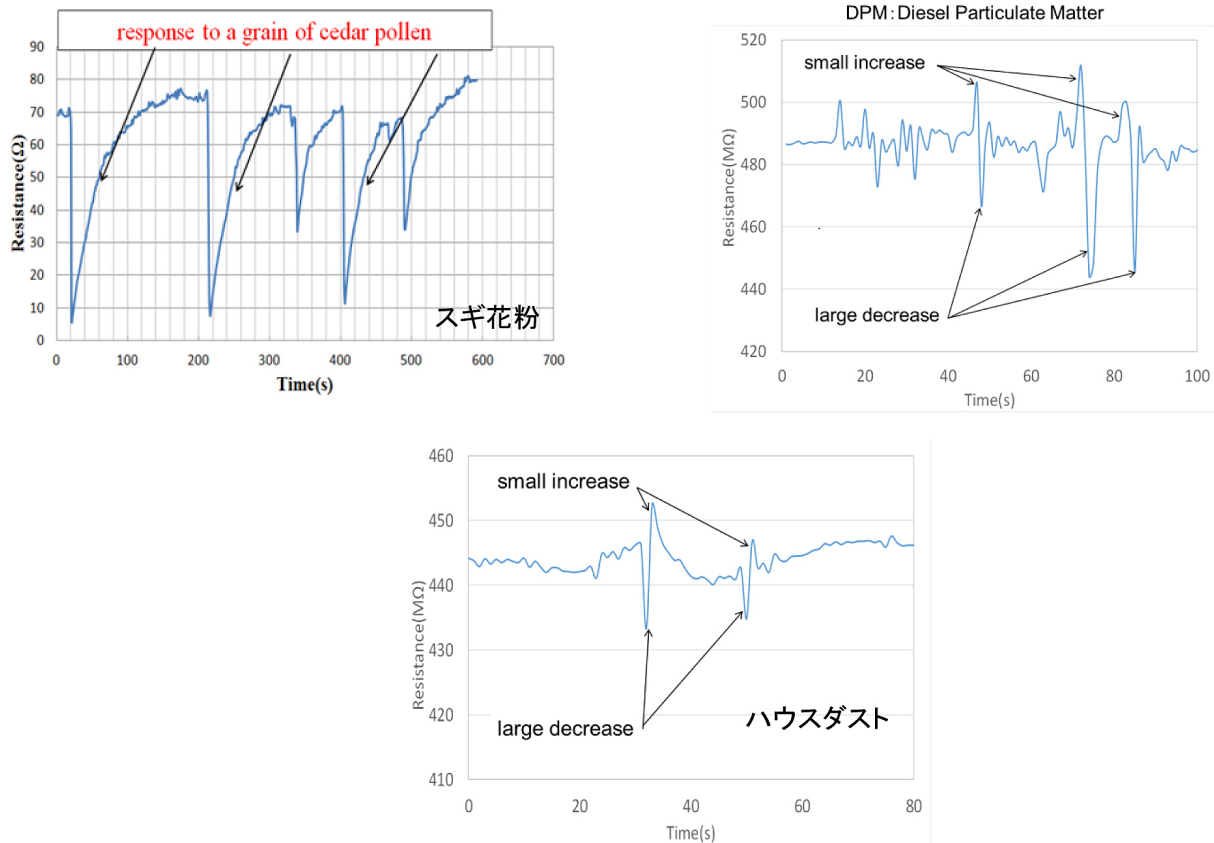 response to a grain of cedar pollen
90
80
70
60
50
40
30
20
10
0
Resistance(Ω)
0 100 200 300 400 500 600 700
Time(s)
スギ花粉
DPM:Diesel Particulate Matter
520
500
480
460
440
420
Resistance(MΩ)
small increase
large decrease
0 20 40 60 80 100
Time(s)
460
450
440
430
420
410
Resistance(MΩ)
small increase
large decrease
ハウスダスト
0 20 40 60 80
Time(s)